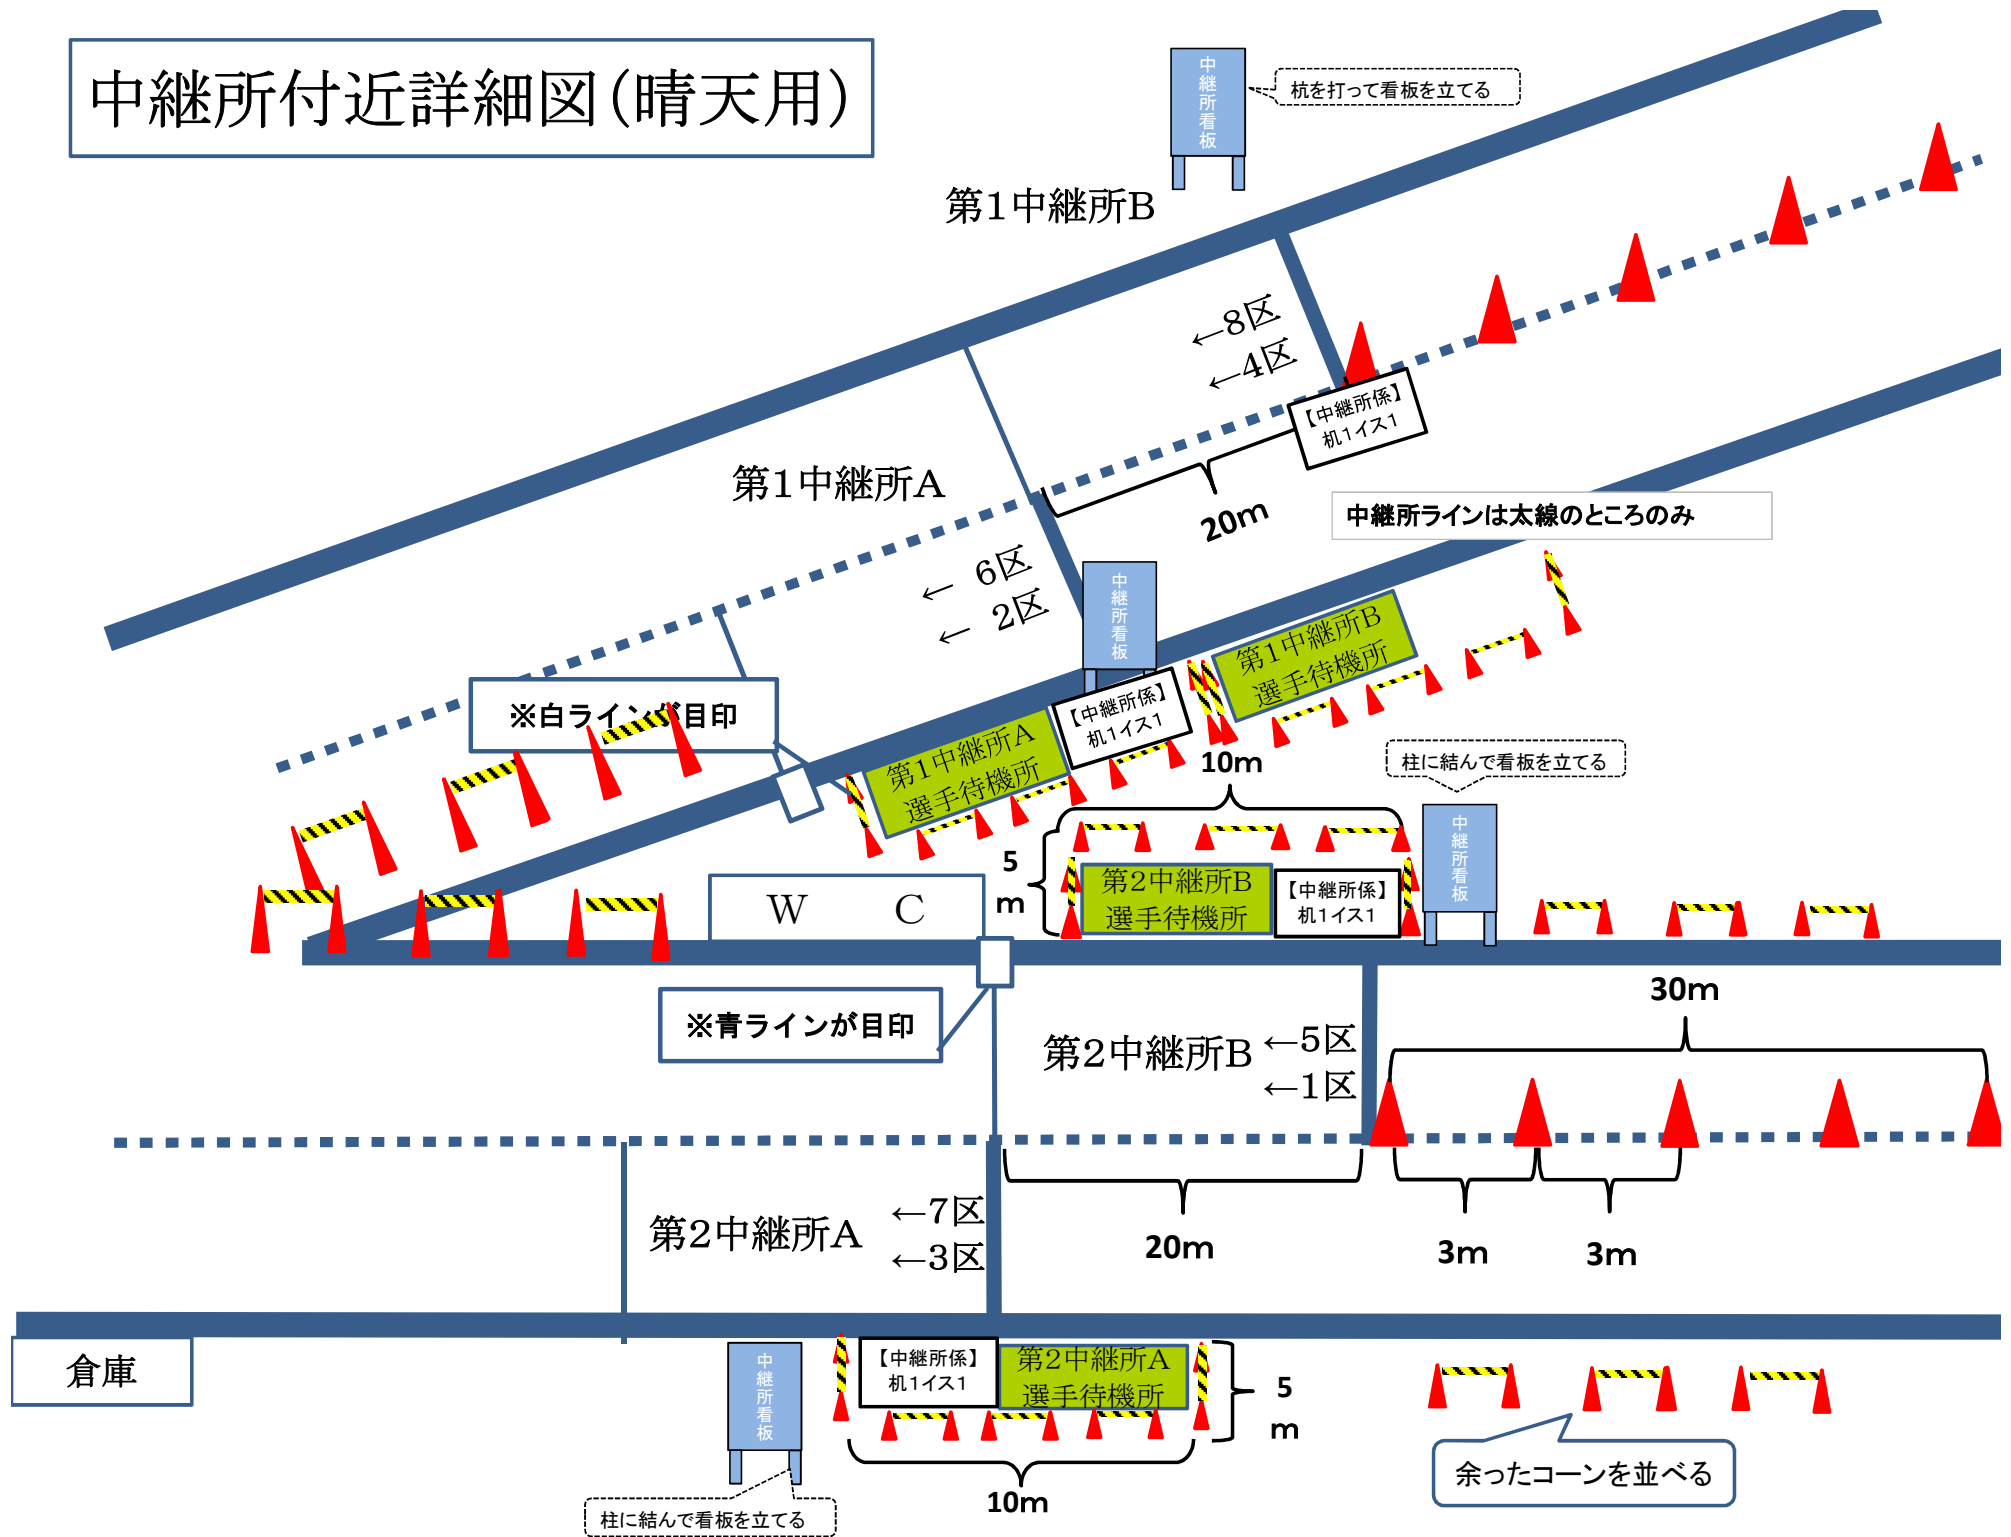 中継所付近詳細図(晴天用)
中継所看板
杭を打って看板を立てる
第1中継所B
←8区
←4区
【中継所係】
机1イス1
第1中継所A
20m
中継所ラインは太線のところのみ
← 6区
← 2区
中継所看板
第1中継所B
選手待機所
※白ラインが目印
【中継所係】
机1イス1
第1中継所A
選手待機所
10m
柱に結んで看板を立てる
中継所看板
5
m
第2中継所B
選手待機所
【中継所係】
机1イス1
W C
30m
※青ラインが目印
第2中継所B
←5区
←1区
第2中継所A
←7区
←3区
20m
3m
3m
倉庫
中継所看板
【中継所係】
机1イス1
第2中継所A
選手待機所
5
m
10m
余ったコーンを並べる
柱に結んで看板を立てる